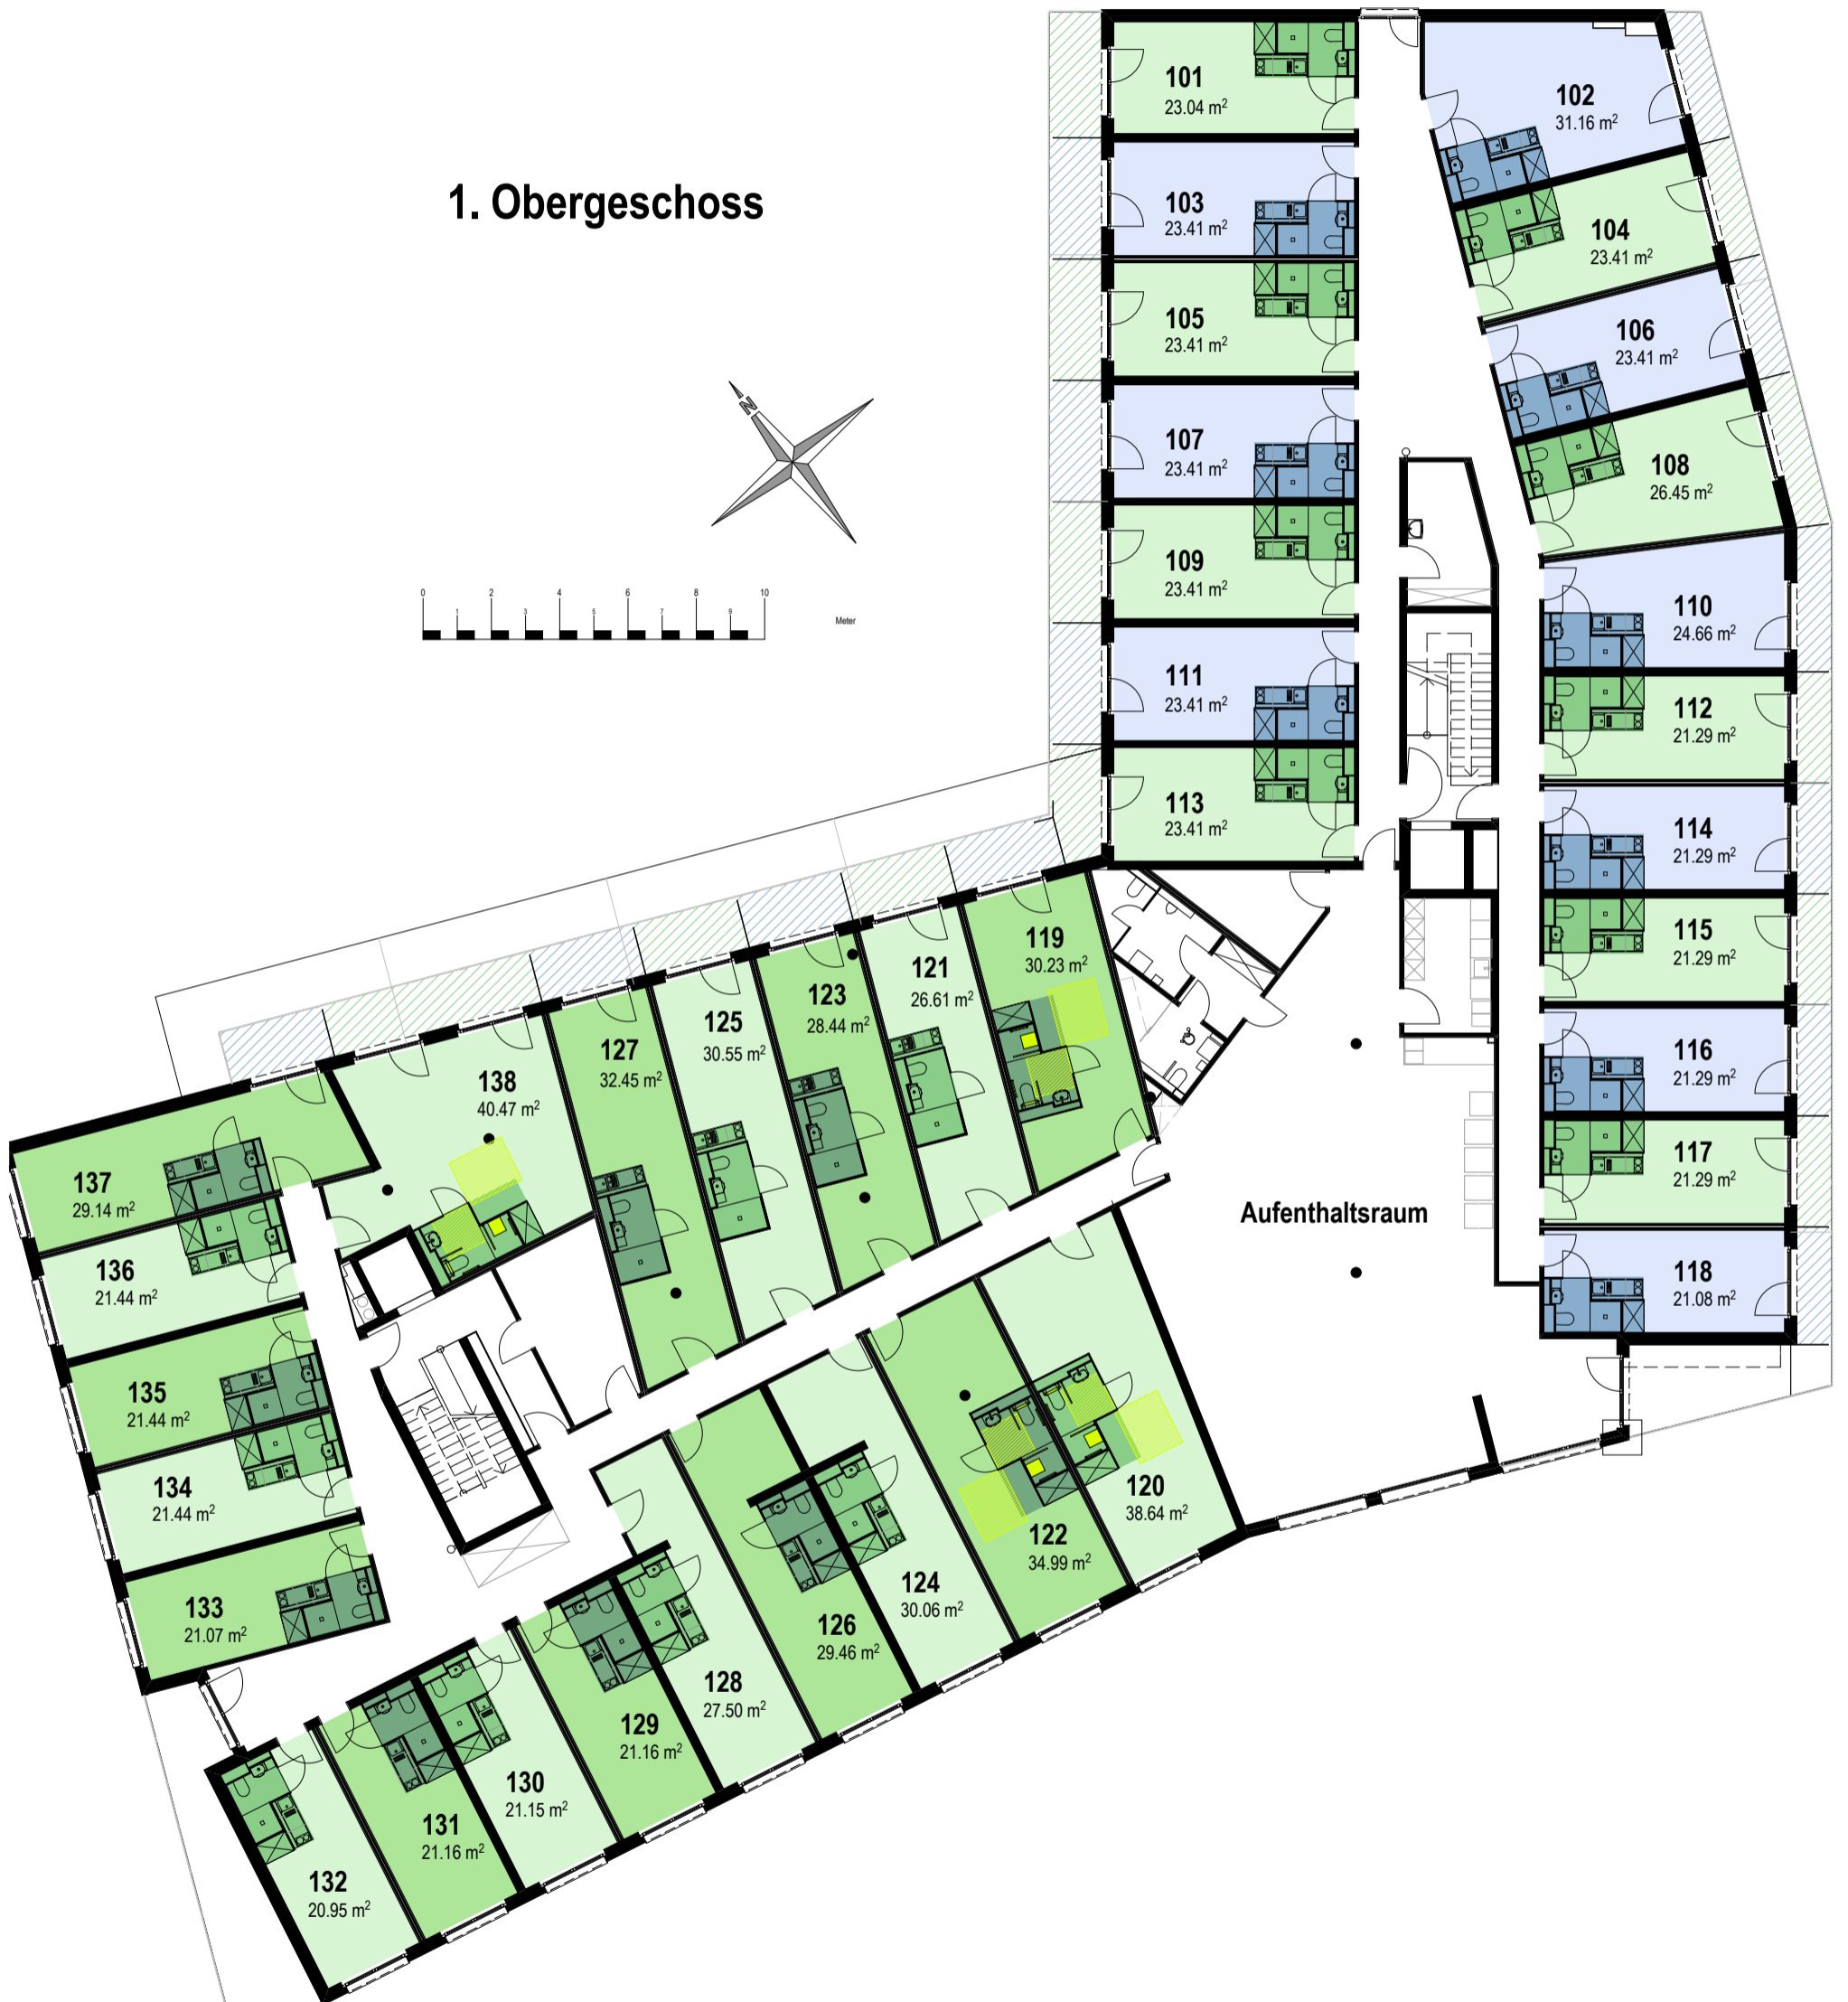 1. Obergeschoss
101
23.04 m²
102
31.16 m²
103
23.41 m²
104
23.41 m²
105
23.41 m²
106
23.41 m²
107
23.41 m²
108
26.45 m²
109
23.41 m²
110
24.66 m²
111
23.41 m²
112
21.29 m²
113
23.41 m²
114
21.29 m²
115
21.29 m²
116
21.29 m²
117
21.29 m²
118
21.08 m²
N
0 1 2 3 4 5 6 7 8 9 10
Meter
119
30.23 m²
121
26.61 m²
123
28.44 m²
125
30.55 m²
127
32.45 m²
138
40.47 m²
137
29.14 m²
136
21.44 m²
135
21.44 m²
134
21.44 m²
133
21.07 m²
Aufenthaltsraum
120
38.64 m²
122
34.99 m²
124
30.06 m²
126
29.46 m²
128
27.50 m²
129
21.16 m²
130
21.15 m²
131
21.16 m²
132
20.95 m²